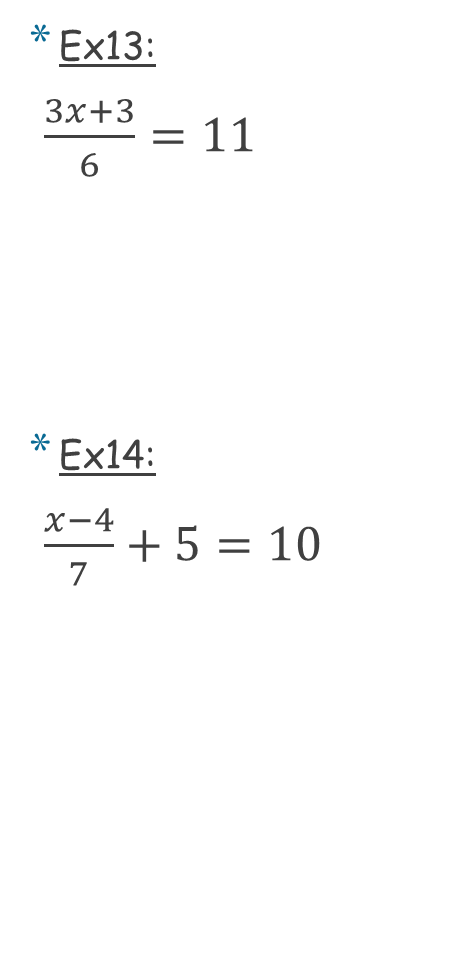 * Ex13:
3x+3
6
= 11
* Ex14:
x−4
7
+ 5 = 10